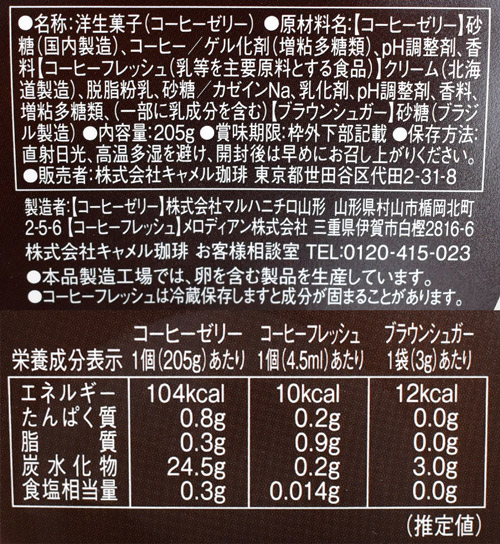 ●名称:洋生菓子(コーヒーゼリー) ●原材料名:【コーヒーゼリー】砂
糖(国内製造)、コーヒー／ゲル化剤(増粘多糖類)、pH調整剤、香
料【コーヒーフレッシュ(乳等を主要原料とする食品)】クリーム(北海
道製造)、脱脂粉乳、砂糖／カゼインNa、乳化剤、pH調整剤、香料、
増粘多糖類、(一部に乳成分を含む)【ブラウンシュガー】砂糖(ブラジ
ル製造) ●内容量:205g ●賞味期限:枠外下部記載 ●保存方法:
直射日光、高温多湿を避け、開封後は早めにお召し上がりください。
●販売者:株式会社キャメル珈琲 東京都世田谷区代田2-31-8
製造者:【コーヒーゼリー】株式会社マルハニチロ山形 山形県村山市楯岡北町
2-5-6【コーヒーフレッシュ】メロディアン株式会社 三重県伊賀市白樫2816-6
株式会社キャメル珈琲 お客様相談室 TEL:0120-415-023
●本品製造工場では、卵を含む製品を生産しています。
●コーヒーフレッシュは冷蔵保存しますと成分が固まることがあります。
コーヒーゼリー コーヒーフレッシュ ブラウンシュガー
栄養成分表示 1個(205g)あたり 1個(4.5ml)あたり 1袋(3g)あたり
エネルギー 104kcal 10kcal 12kcal
たんぱく質 0.8g 0.2g 0.0g
脂質 0.3g 0.9g 0.0g
炭水化物 24.5g 0.2g 3.0g
食塩相当量 0.3g 0.014g 0.0g
(推定値)